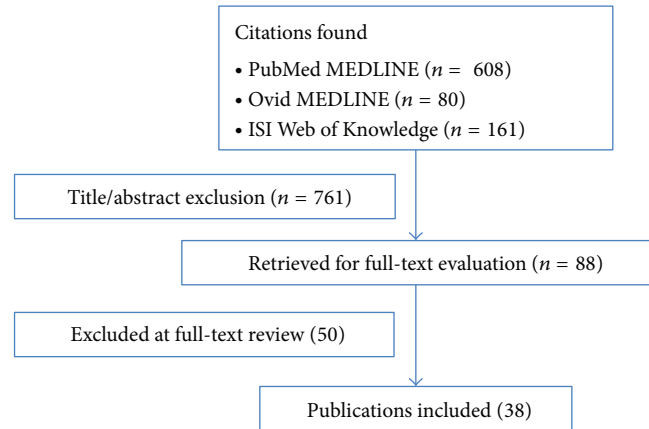 Citations found
• PubMed MEDLINE (n = 608)
• Ovid MEDLINE (n = 80)
• ISI Web of Knowledge (n = 161)
Title/abstract exclusion (n = 761)
Retrieved for full-text evaluation (n = 88)
Excluded at full-text review (50)
Publications included (38)